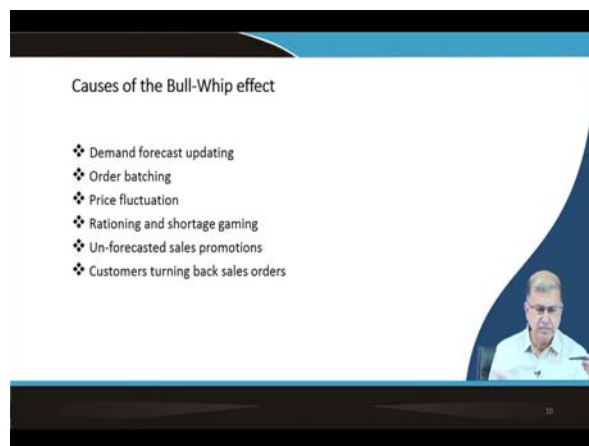 Causes of the Bull-Whip effect
❖ Demand forecast updating
❖ Order batching
❖ Price fluctuation
❖ Rationing and shortage gaming
❖ Un-forecasted sales promotions
❖ Customers turning back sales orders